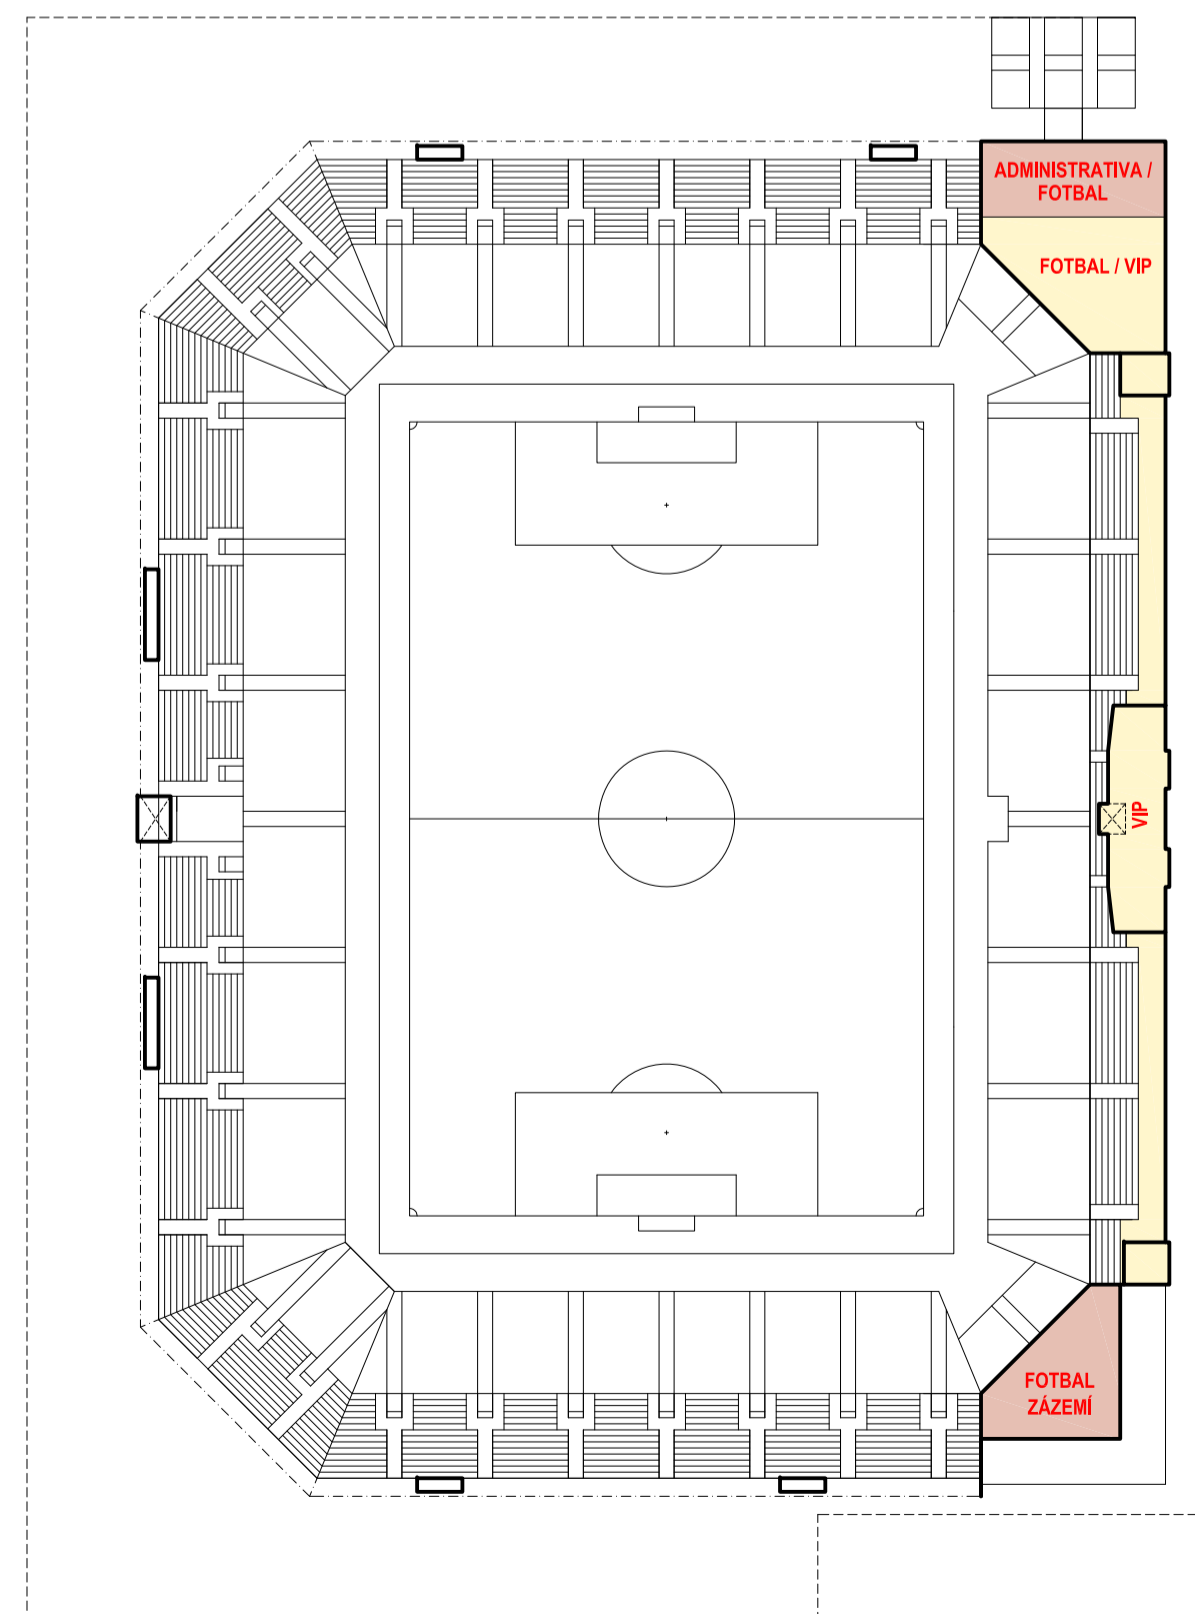 ADMINISTRATIVA /
FOTBAL
FOTBAL / VIP
VIP
FOTBAL
ZÁZEMÍ